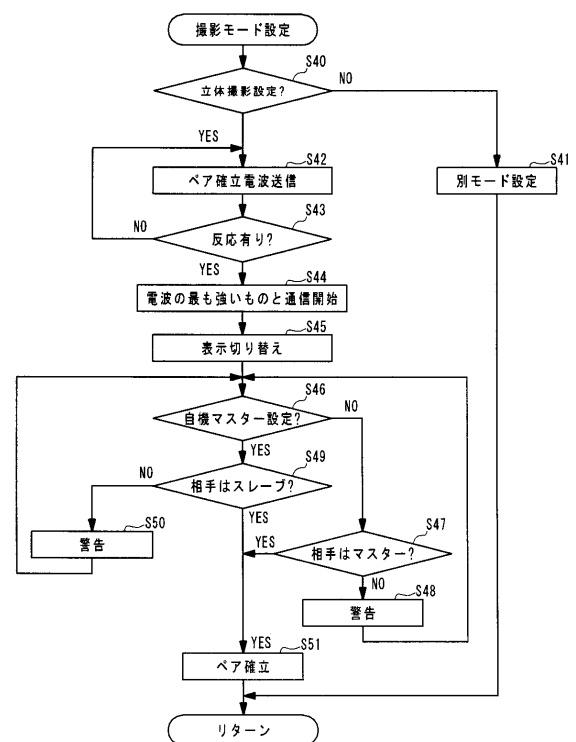 撮影モード設定
S40
立体撮影設定?
NO
YES
S42
ペア確立電波送信
S41
別モード設定
S43
反応有り?
NO
YES
S44
電波の最も強いものと通信開始
S45
表示切り替え
S46
自機マスター設定?
NO
YES
S49
相手はスレーブ?
NO
YES
S50
警告
S47
相手はマスター?
YES
NO
S48
警告
YES
S51
ペア確立
リターン